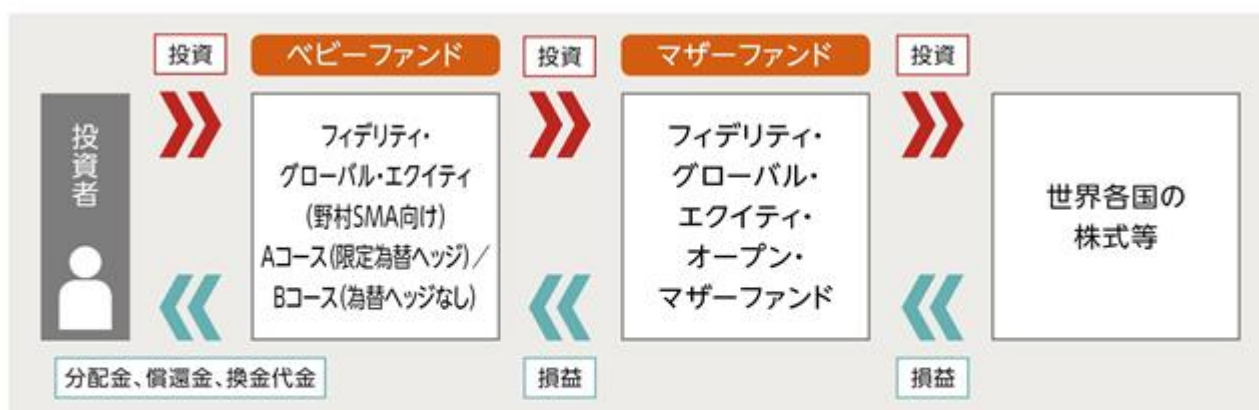 投資
ベビーファンド
投資
マザーファンド
投資
投資者
フィデリティ・
グローバル・エクイティ
(野村SMA向け)
Aコース(限定為替ヘッジ)／
Bコース(為替ヘッジなし)
フィデリティ・
グローバル・
エクイティ・
オープン・
マザーファンド
世界各国の
株式等
分配金、償還金、換金代金
損益
損益